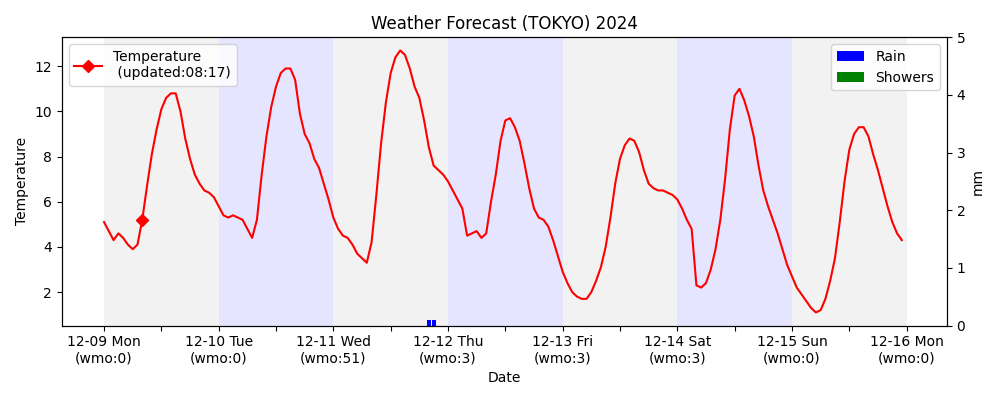 Weather Forecast (TOKYO) 2024
Temperature
(updated:08:17)
Rain
Showers
Temperature
12
10
8
6
4
2
5
4
3
2
1
0
mm
12-09 Mon
(wmo:0)
12-10 Tue
(wmo:0)
12-11 Wed
(wmo:51)
12-12 Thu
(wmo:3)
12-13 Fri
(wmo:3)
12-14 Sat
(wmo:3)
12-15 Sun
(wmo:0)
12-16 Mon
(wmo:0)
Date